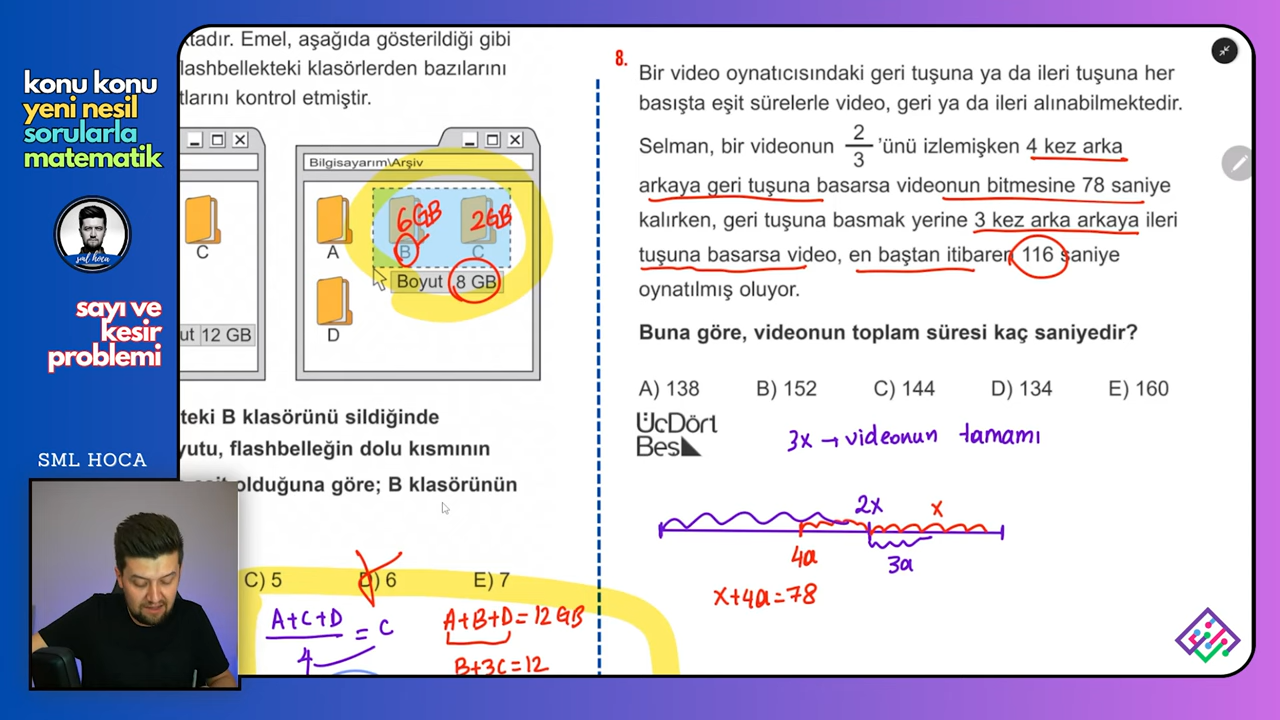 konu konu
yeni nesil
sorularla
matematik
SML HOCA
sayı ve
kesir
problemi
SML HOCA
ktadır. Emel, aşağıda gösterildiği gibi
flashbellekteki klasörlerden bazılarını
tlarını kontrol etmiştir.
C
ut 12 GB
Bilgisayarım\Arşiv
6GB 2GB
A B C
Boyut 8 GB
D
teki B klasörünü sildiğinde
yutu, flashbelleğin dolu kısmının
olduğuna göre; B klasörünün
C) 5 D) 6 E) 7
A+C+D
= C
4
A+B+D = 12 GB
B+3C = 12
8.
Bir video oynatıcısındaki geri tuşuna ya da ileri tuşuna her
basışta eşit sürelerle video, geri ya da ileri alınabilmektedir.
Selman, bir videonun 2/3 'ünü izlemişken 4 kez arka
arkaya geri tuşuna basarsa videonun bitmesine 78 saniye
kalırken, geri tuşuna basmak yerine 3 kez arka arkaya ileri
tuşuna basarsa video, en baştan itibaren 116 saniye
oynatılmış oluyor.
Buna göre, videonun toplam süresi kaç saniyedir?
A) 138 B) 152 C) 144 D) 134 E) 160
ÜçDört
Beş
3x → videonun tamamı
2x x
4a 3a
x+4a=78